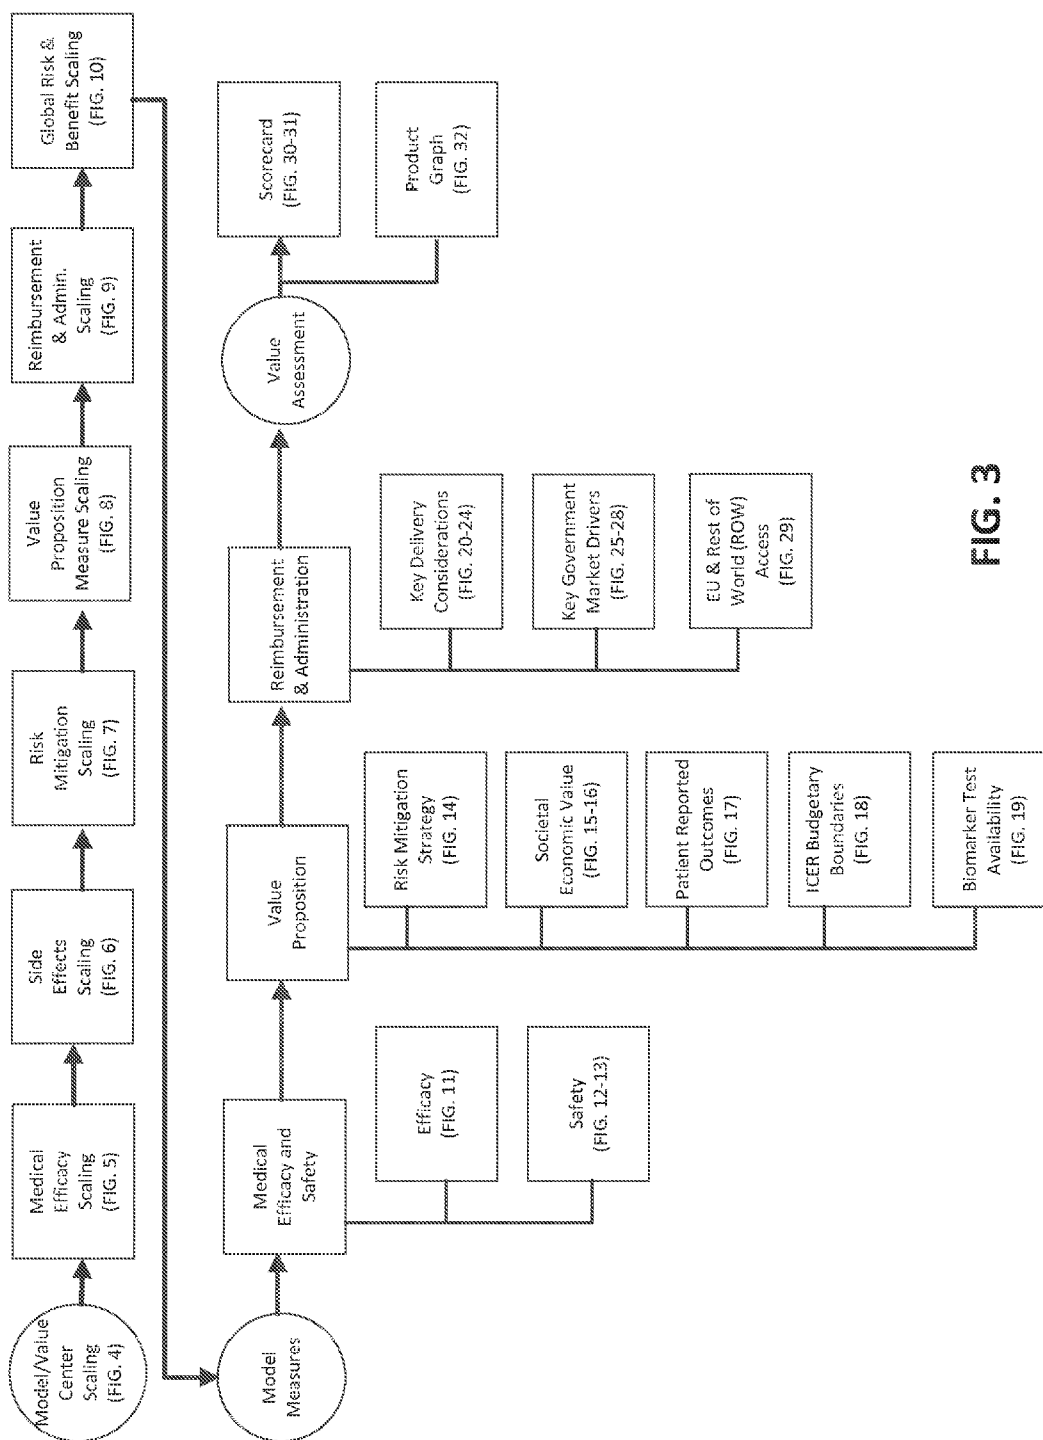 Model/Value
Center
Scaling
(FIG. 4)
Medical
Efficacy
Scaling
(FIG. 5)
Side
Effects
Scaling
(FIG. 6)
Risk
Mitigation
Scaling
(FIG. 7)
Value
Proposition
Measure Scaling
(FIG. 8)
Reimbursement
& Admin.
Scaling
(FIG. 9)
Global Risk &
Benefit Scaling
(FIG. 10)
Model
Measures
Medical
Efficacy and
Safety
Efficacy
(FIG. 11)
Safety
(FIG. 12-13)
Value
Proposition
Risk Mitigation
Strategy
(FIG. 14)
Societal
Economic Value
(FIG. 15-16)
Patient Reported
Outcomes
(FIG. 17)
ICER Budgetary
Boundaries
(FIG. 18)
Biomarker Test
Availability
(FIG. 19)
Reimbursement
& Administration
Key Delivery
Considerations
(FIG. 20-24)
Key Government
Market Drivers
(FIG. 25-28)
EU & Rest of
World (ROW)
Access
(FIG. 29)
Value
Assessment
Scorecard
(FIG. 30-31)
Product
Graph
(FIG. 32)
FIG. 3